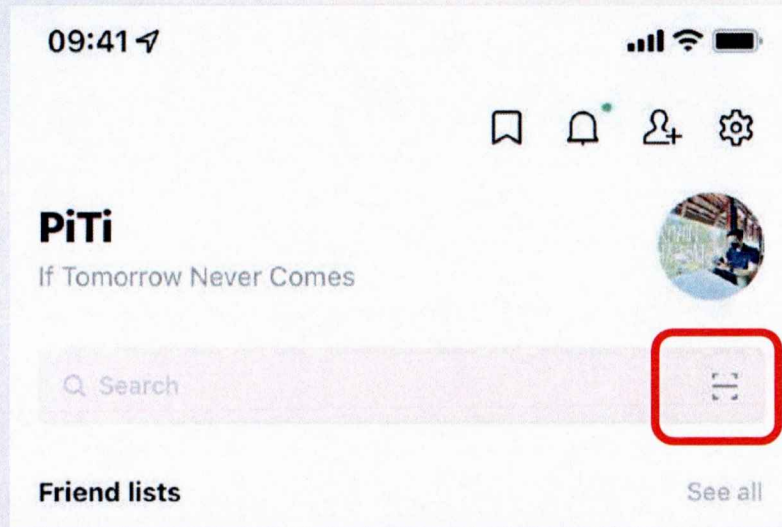 09:41
PiTi
If Tomorrow Never Comes
Search
Friend lists
See all